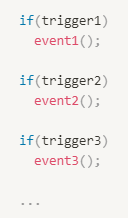 if(trigger1)
  event1();

if(trigger2)
  event2();

if(trigger3)
  event3();

...